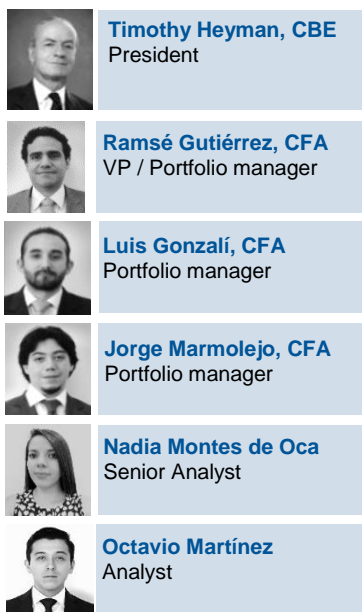 Timothy Heyman, CBE
President
Ramsé Gutiérrez, CFA
VP / Portfolio manager
Luis Gonzalí, CFA
Portfolio manager
Jorge Marmolejo, CFA
Portfolio manager
Nadia Montes de Oca
Senior Analyst
Octavio Martínez
Analyst